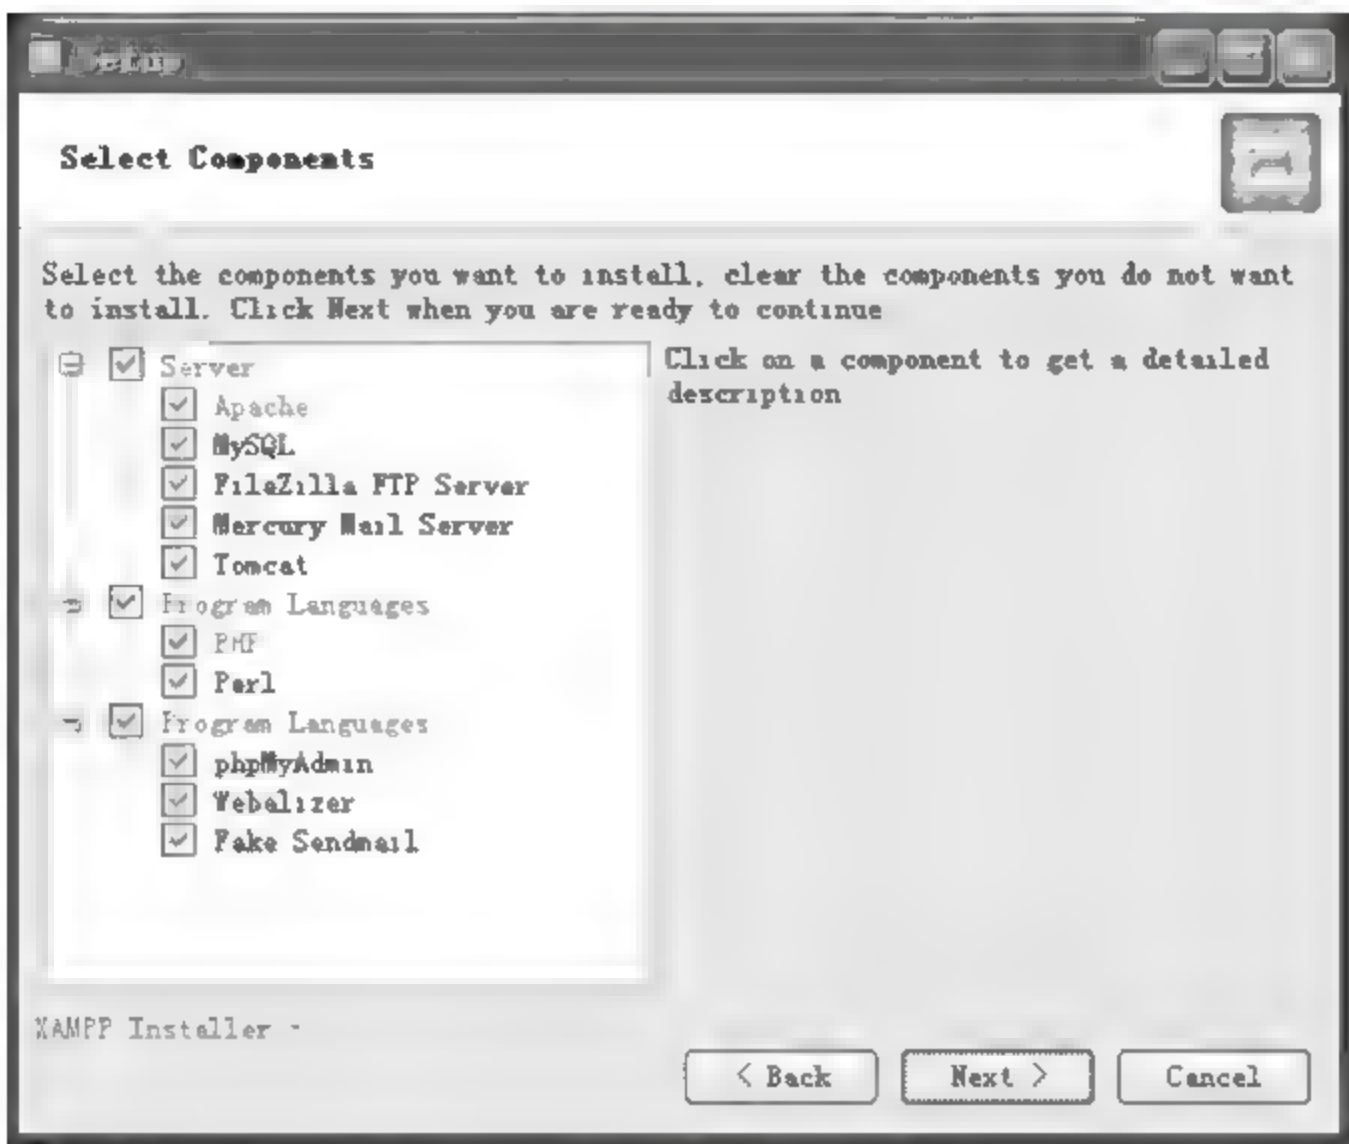 Setup
Select Components
Select the components you want to install, clear the components you do not want
to install. Click Next when you are ready to continue
Server
Apache
MySQL
FileZilla FTP Server
Mercury Mail Server
Tomcat
Program Languages
PHP
Perl
Program Languages
phpMyAdmin
Webalizer
Fake Sendmail
Click on a component to get a detailed
description
XAMPP Installer -
< Back
Next >
Cancel